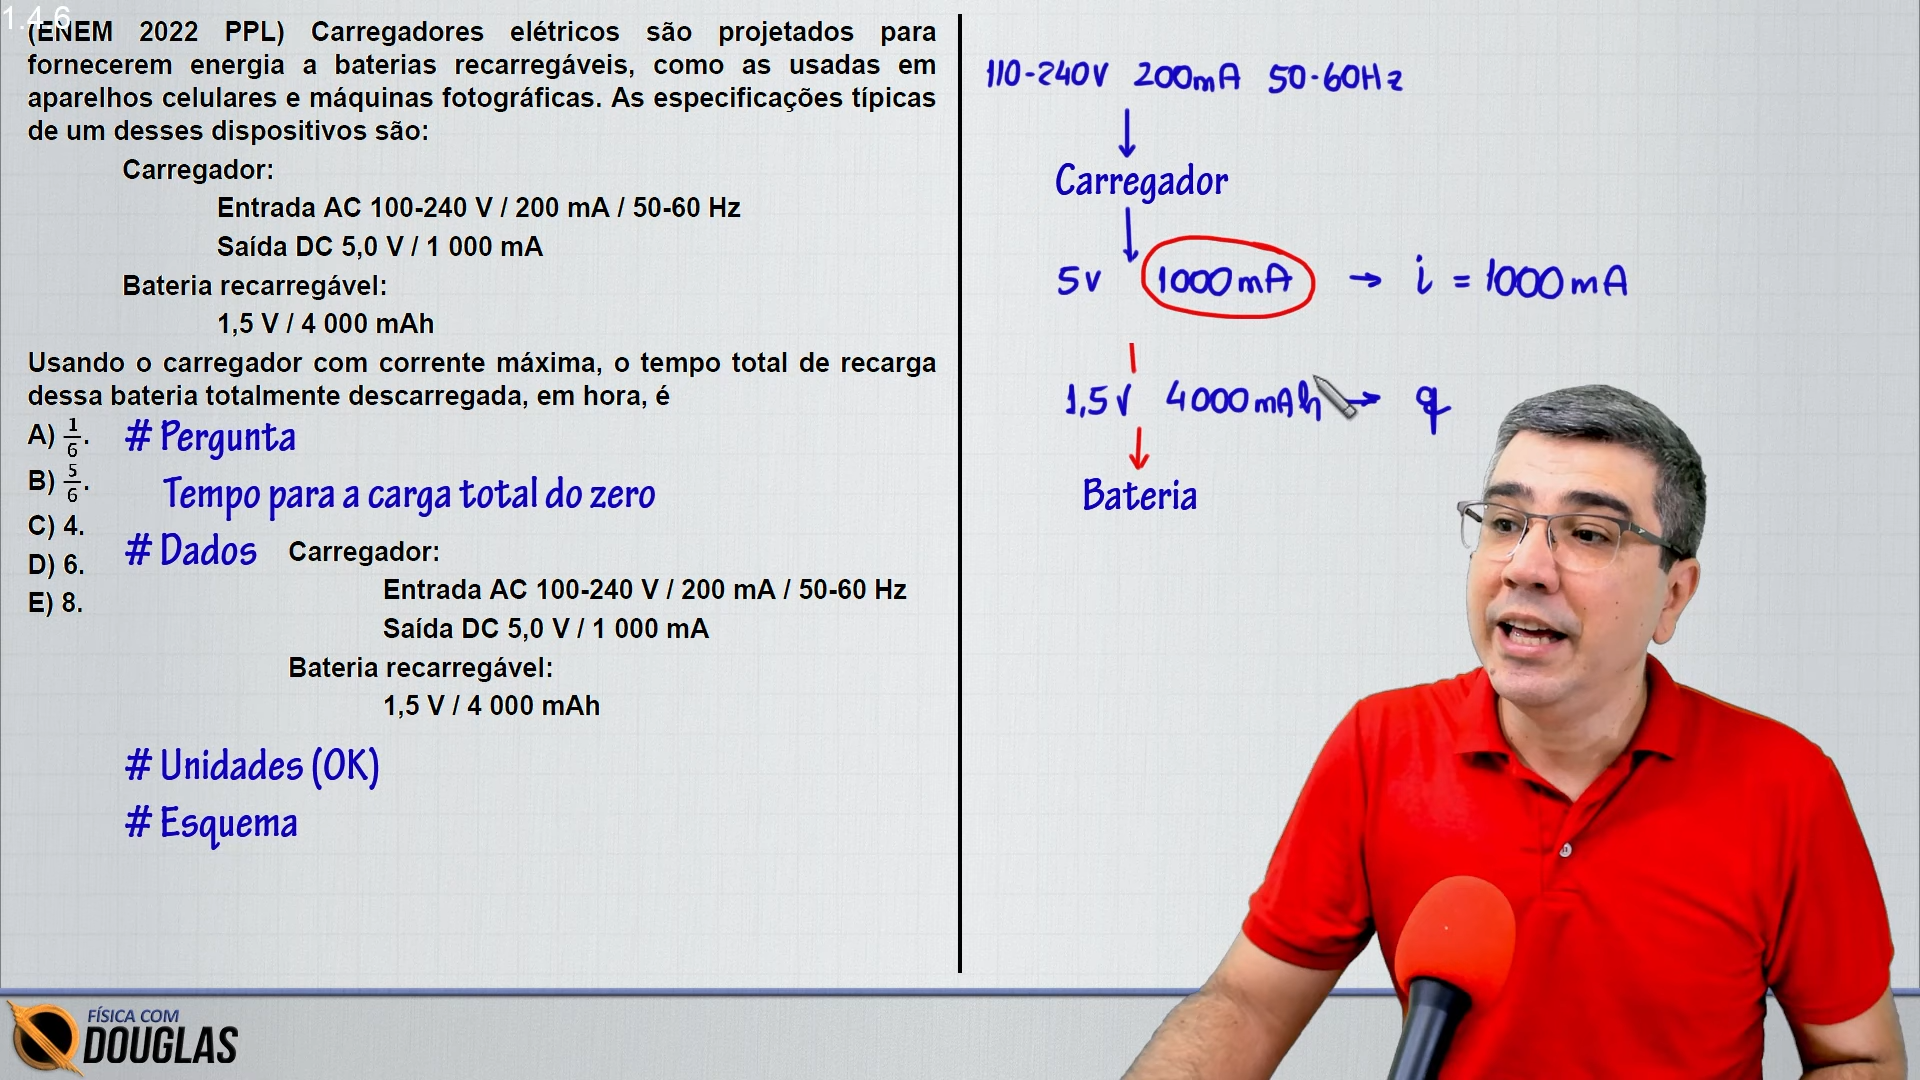 1.4.6
(ENEM 2022 PPL) Carregadores elétricos são projetados para
fornecerem energia a baterias recarregáveis, como as usadas em
aparelhos celulares e máquinas fotográficas. As especificações típicas
de um desses dispositivos são:
Carregador:
Entrada AC 100-240 V / 200 mA / 50-60 Hz
Saída DC 5,0 V / 1 000 mA
Bateria recarregável:
1,5 V / 4 000 mAh
Usando o carregador com corrente máxima, o tempo total de recarga
dessa bateria totalmente descarregada, em hora, é
A) 1/6.
B) 5/6.
C) 4.
D) 6.
E) 8.
# Pergunta
Tempo para a carga total do zero
# Dados
Carregador:
Entrada AC 100-240 V / 200 mA / 50-60 Hz
Saída DC 5,0 V / 1 000 mA
Bateria recarregável:
1,5 V / 4 000 mAh
# Unidades (OK)
# Esquema
110-240V 200mA 50-60Hz
↓
Carregador
↓
5V 1000mA → i = 1000mA
1,5V 4000mAh → q
↓
Bateria
FÍSICA COM
DOUGLAS